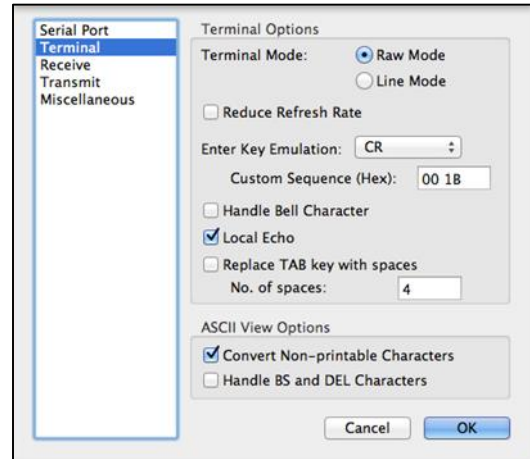 Serial Port
Terminal
Receive
Transmit
Miscellaneous
Terminal Options
Terminal Mode: Raw Mode
Line Mode
Reduce Refresh Rate
Enter Key Emulation: CR
Custom Sequence (Hex): 00 1B
Handle Bell Character
Local Echo
Replace TAB key with spaces
No. of spaces: 4
ASCII View Options
Convert Non-printable Characters
Handle BS and DEL Characters
Cancel OK